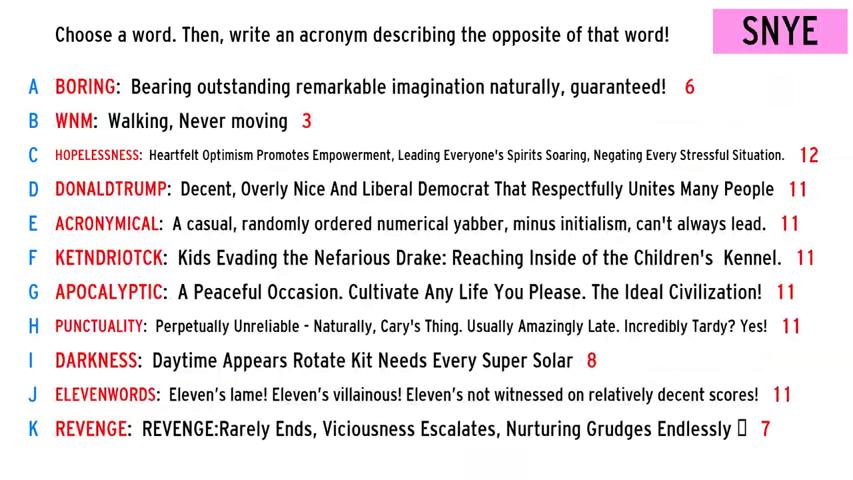 Choose a word. Then, write an acronym describing the opposite of that word!
SNYE
A BORING: Bearing outstanding remarkable imagination naturally, guaranteed! 6
B WNM: Walking, Never moving 3
C HOPELESSNESS: Heartfelt Optimism Promotes Empowerment, Leading Everyone's Spirits Soaring, Negating Every Stressful Situation. 12
D DONALDTRUMP: Decent, Overly Nice And Liberal Democrat That Respectfully Unites Many People 11
E ACRONYMICAL: A casual, randomly ordered numerical yabber, minus initialism, can't always lead. 11
F KETNDRIOTCK: Kids Evading the Nefarious Drake: Reaching Inside of the Children's Kennel. 11
G APOCALYPTIC: A Peaceful Occasion. Cultivate Any Life You Please. The Ideal Civilization! 11
H PUNCTUALITY: Perpetually Unreliable - Naturally, Cary's Thing. Usually Amazingly Late. Incredibly Tardy? Yes! 11
I DARKNESS: Daytime Appears Rotate Kit Needs Every Super Solar 8
J ELEVENWORDS: Eleven's lame! Eleven's villainous! Eleven's not witnessed on relatively decent scores! 11
K REVENGE: REVENGE:Rarely Ends, Viciousness Escalates, Nurturing Grudges Endlessly 7